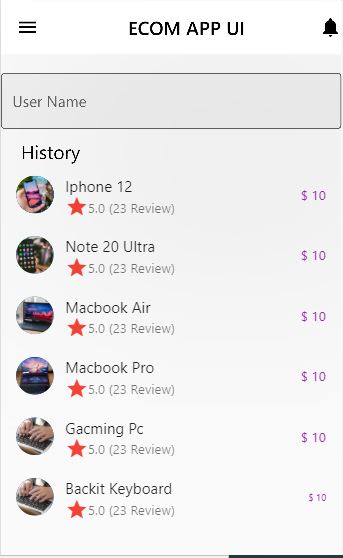 ECOM APP UI
User Name
History
Iphone 12
$ 10
5.0 (23 Review)
Note 20 Ultra
$ 10
5.0 (23 Review)
Macbook Air
$ 10
5.0 (23 Review)
Macbook Pro
$ 10
5.0 (23 Review)
Gacming Pc
$ 10
5.0 (23 Review)
Backit Keyboard
$ 10
5.0 (23 Review)